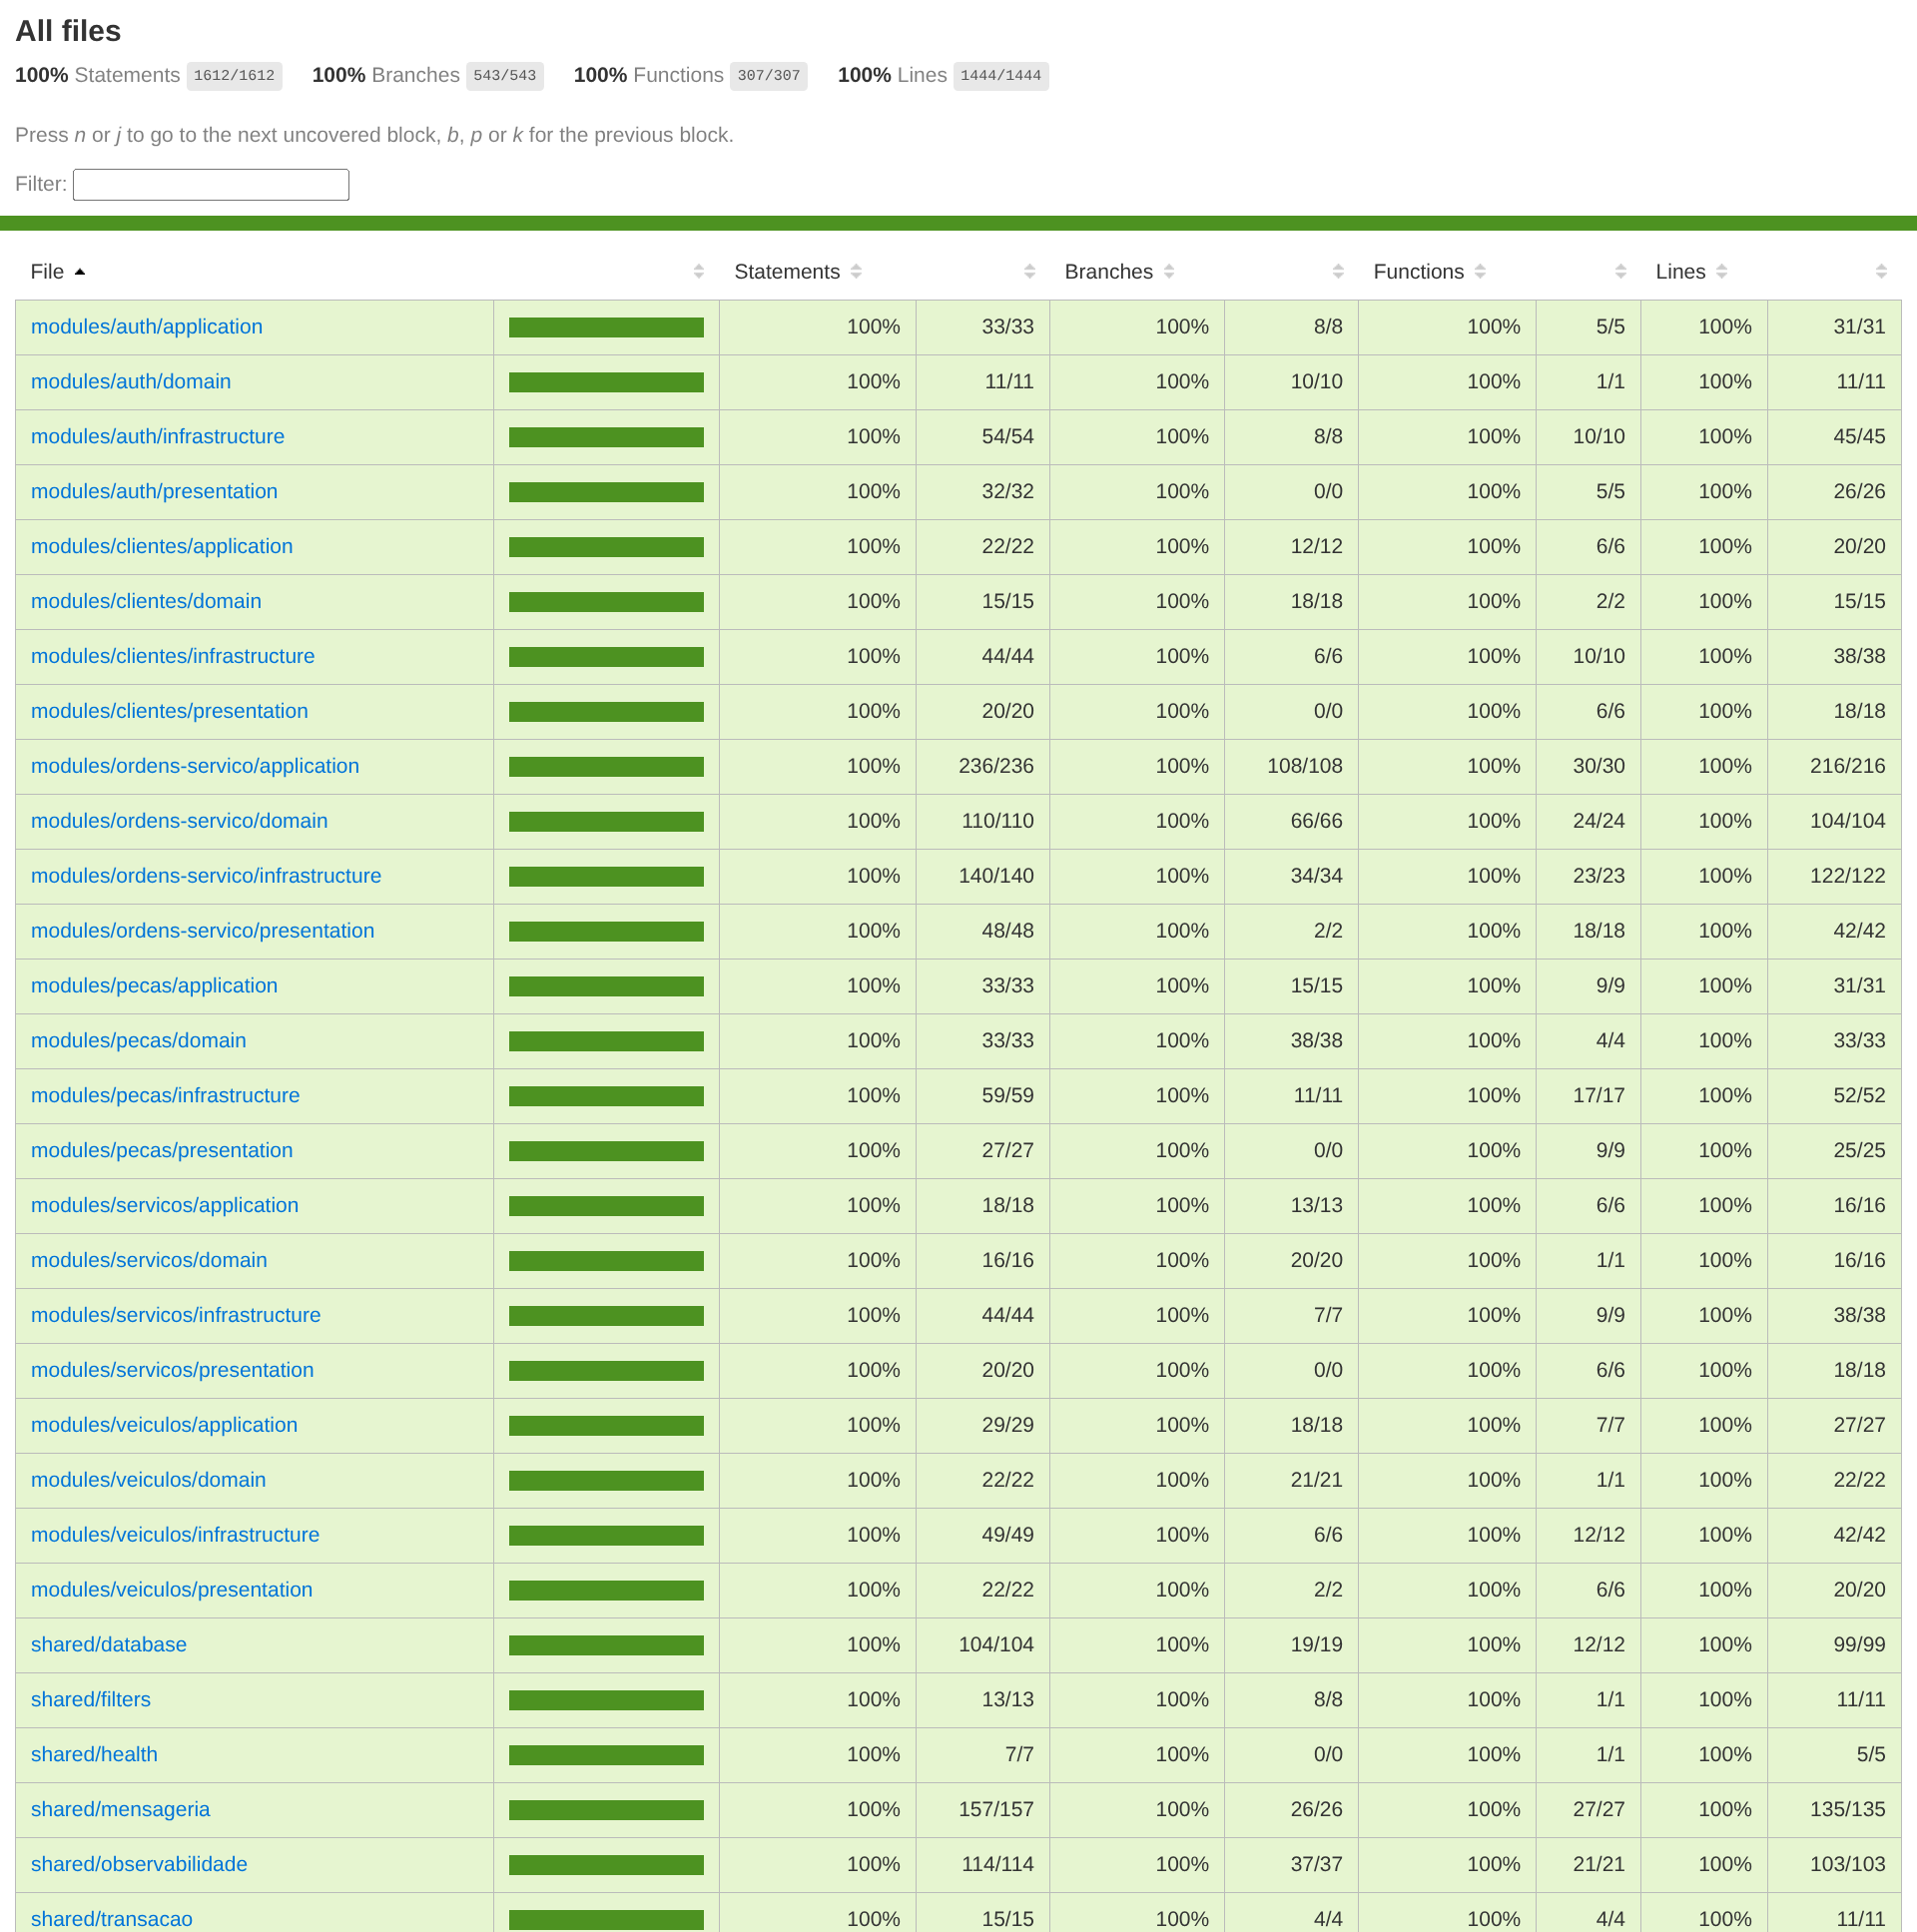 All files
100% Statements 1612/1612 100% Branches 543/543 100% Functions 307/307 100% Lines 1444/1444
Press n or j to go to the next uncovered block, b, p or k for the previous block.
Filter:
File Statements Branches Functions Lines
modules/auth/application 100% 33/33 100% 8/8 100% 5/5 100% 31/31
modules/auth/domain 100% 11/11 100% 10/10 100% 1/1 100% 11/11
modules/auth/infrastructure 100% 54/54 100% 8/8 100% 10/10 100% 45/45
modules/auth/presentation 100% 32/32 100% 0/0 100% 5/5 100% 26/26
modules/clientes/application 100% 22/22 100% 12/12 100% 6/6 100% 20/20
modules/clientes/domain 100% 15/15 100% 18/18 100% 2/2 100% 15/15
modules/clientes/infrastructure 100% 44/44 100% 6/6 100% 10/10 100% 38/38
modules/clientes/presentation 100% 20/20 100% 0/0 100% 6/6 100% 18/18
modules/ordens-servico/application 100% 236/236 100% 108/108 100% 30/30 100% 216/216
modules/ordens-servico/domain 100% 110/110 100% 66/66 100% 24/24 100% 104/104
modules/ordens-servico/infrastructure 100% 140/140 100% 34/34 100% 23/23 100% 122/122
modules/ordens-servico/presentation 100% 48/48 100% 2/2 100% 18/18 100% 42/42
modules/pecas/application 100% 33/33 100% 15/15 100% 9/9 100% 31/31
modules/pecas/domain 100% 33/33 100% 38/38 100% 4/4 100% 33/33
modules/pecas/infrastructure 100% 59/59 100% 11/11 100% 17/17 100% 52/52
modules/pecas/presentation 100% 27/27 100% 0/0 100% 9/9 100% 25/25
modules/servicos/application 100% 18/18 100% 13/13 100% 6/6 100% 16/16
modules/servicos/domain 100% 16/16 100% 20/20 100% 1/1 100% 16/16
modules/servicos/infrastructure 100% 44/44 100% 7/7 100% 9/9 100% 38/38
modules/servicos/presentation 100% 20/20 100% 0/0 100% 6/6 100% 18/18
modules/veiculos/application 100% 29/29 100% 18/18 100% 7/7 100% 27/27
modules/veiculos/domain 100% 22/22 100% 21/21 100% 1/1 100% 22/22
modules/veiculos/infrastructure 100% 49/49 100% 6/6 100% 12/12 100% 42/42
modules/veiculos/presentation 100% 22/22 100% 2/2 100% 6/6 100% 20/20
shared/database 100% 104/104 100% 19/19 100% 12/12 100% 99/99
shared/filters 100% 13/13 100% 8/8 100% 1/1 100% 11/11
shared/health 100% 7/7 100% 0/0 100% 1/1 100% 5/5
shared/mensageria 100% 157/157 100% 26/26 100% 27/27 100% 135/135
shared/observabilidade 100% 114/114 100% 37/37 100% 21/21 100% 103/103
shared/transacao 100% 15/15 100% 4/4 100% 4/4 100% 11/11